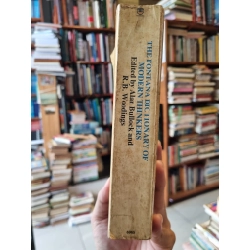 THE FONTANA DICTIONARY OF
MODERN THINKERS
Edited by Alan Bullock and
R.B. Woodings